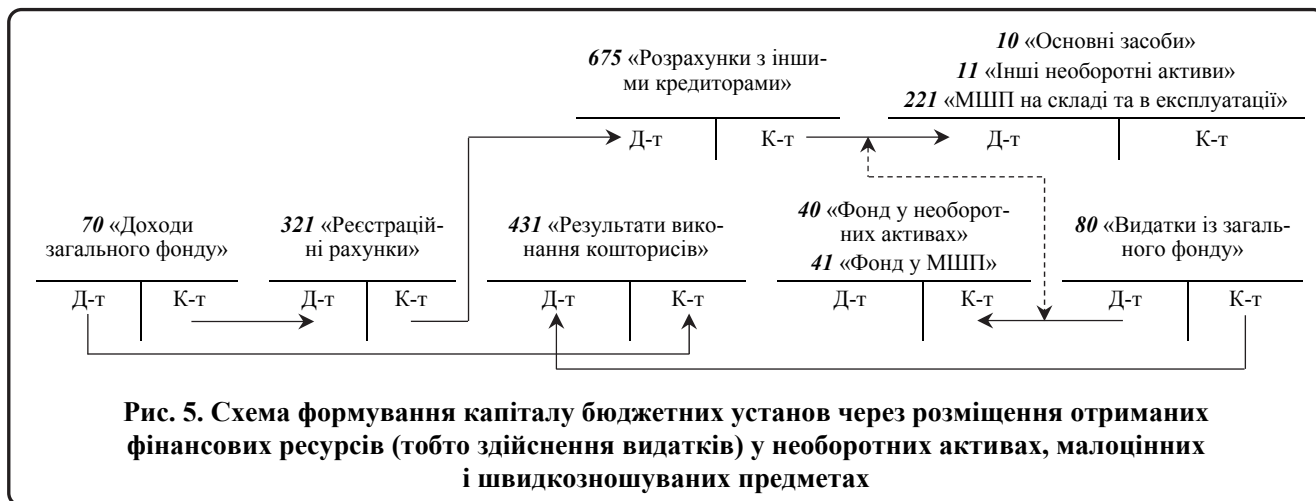 675 «Розрахунки з інши-
ми кредиторами»
Д-т К-т
10 «Основні засоби»
11 «Інші необоротні активи»
221 «МШП на складі та в експлуатації»
Д-т К-т
70 «Доходи
загального фонду»
Д-т К-т
321 «Реєстрацій-
ні рахунки»
Д-т К-т
431 «Результати вико-
нання кошторисів»
Д-т К-т
40 «Фонд у необорот-
них активах»
41 «Фонд у МШП»
Д-т К-т
80 «Видатки із загаль-
ного фонду»
Д-т К-т
Рис. 5. Схема формування капіталу бюджетних установ через розміщення отриманих
фінансових ресурсів (тобто здійснення видатків) у необоротних активах, малоцінних
і швидкозношуваних предметах